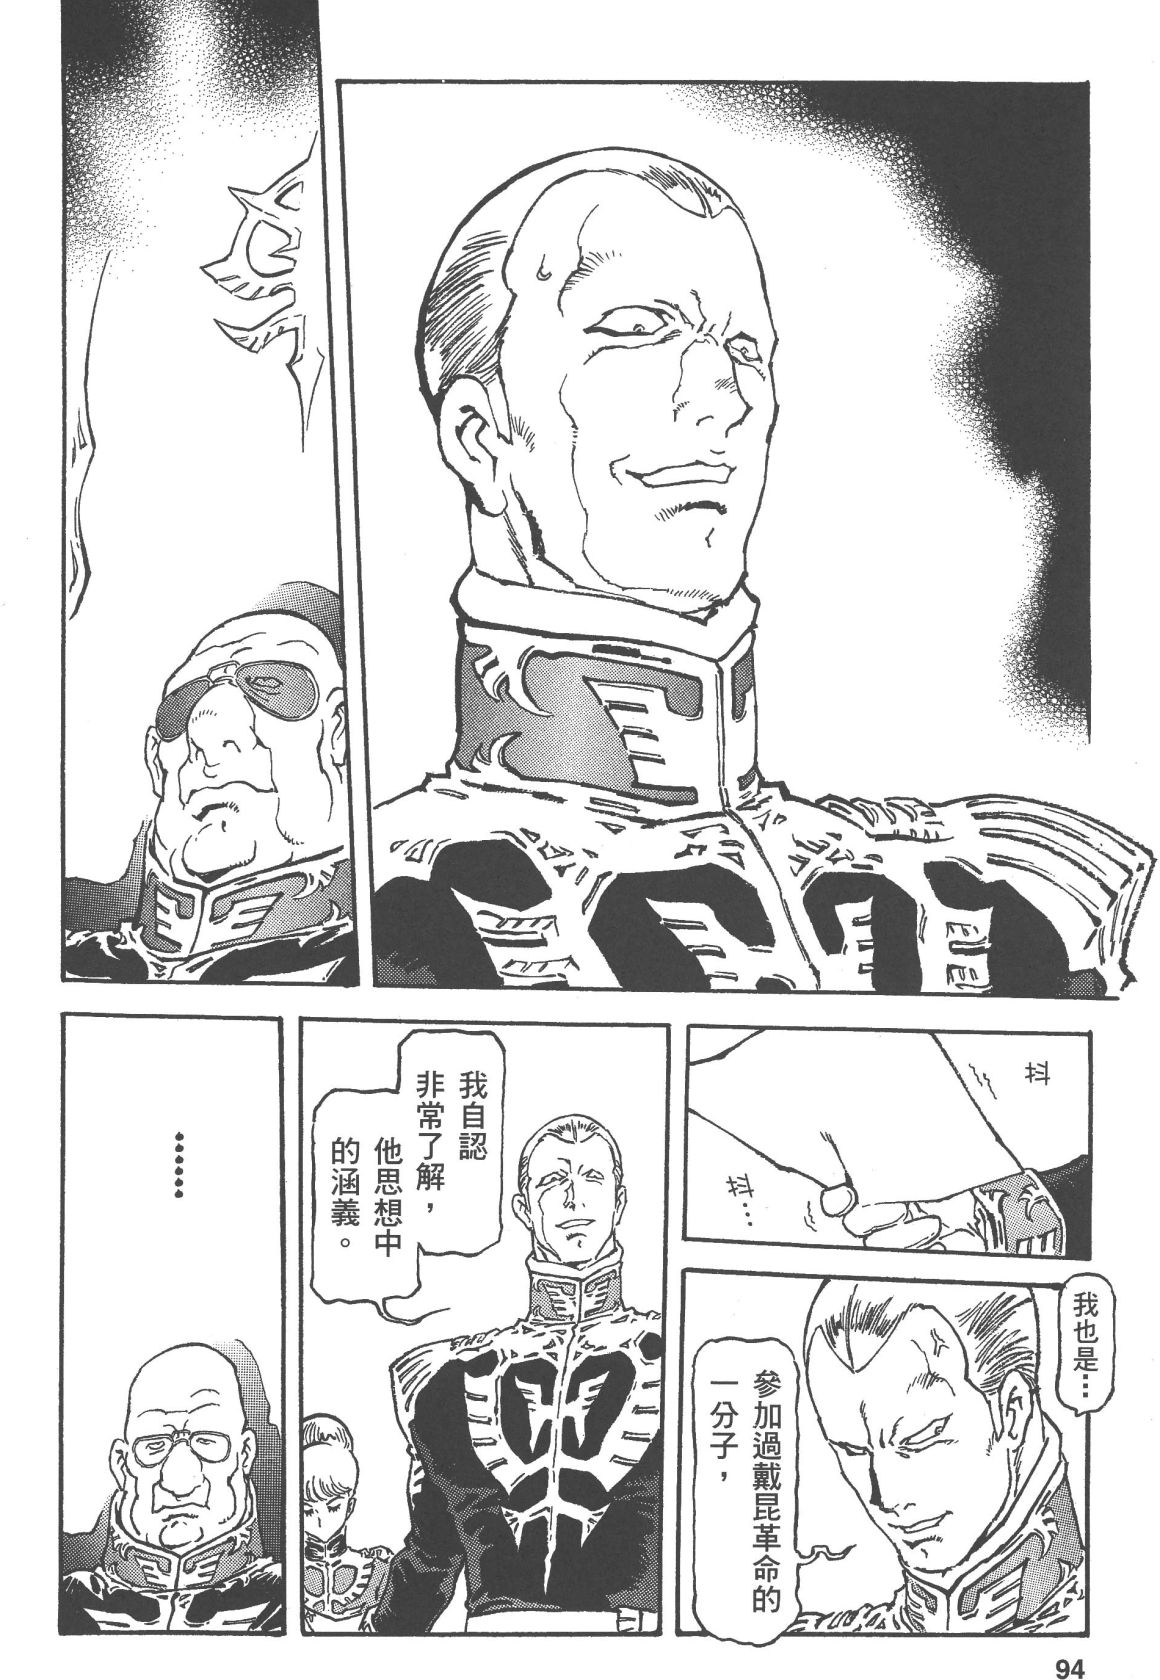 抖
抖…
我也是…
參加過戴昆革命的
一分子，
我自認
非常了解，
他思想中
的涵義。
……
94